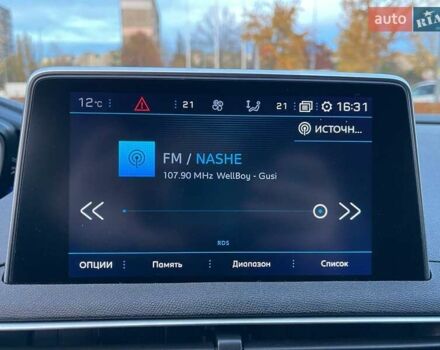 auto RIA
12°C 21 21 16:31
ИСТОЧН...
FM / NASHE
107.90 MHz WellBoy - Gusi
RDS
ОПЦИИ Память Диапазон Список